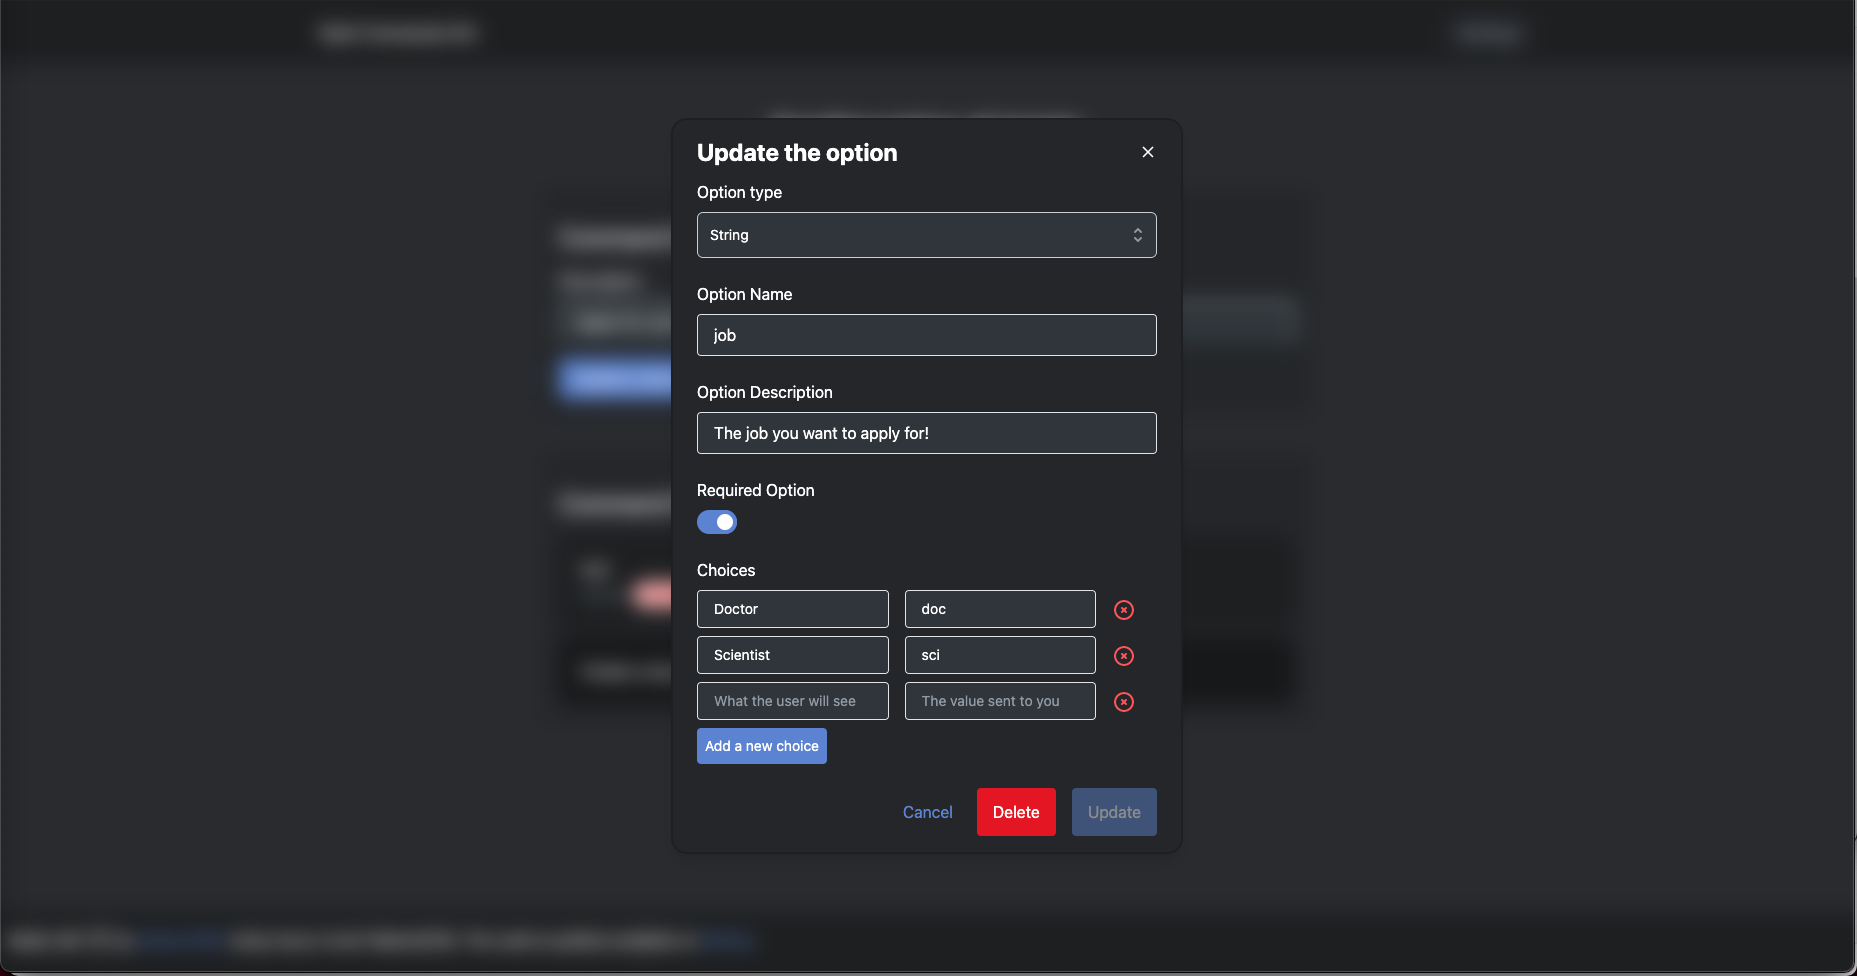 Update the option
Option type
String
Option Name
job
Option Description
The job you want to apply for!
Required Option
Choices
Doctor doc
Scientist sci
What the user will see The value sent to you
Add a new choice
Cancel Delete Update